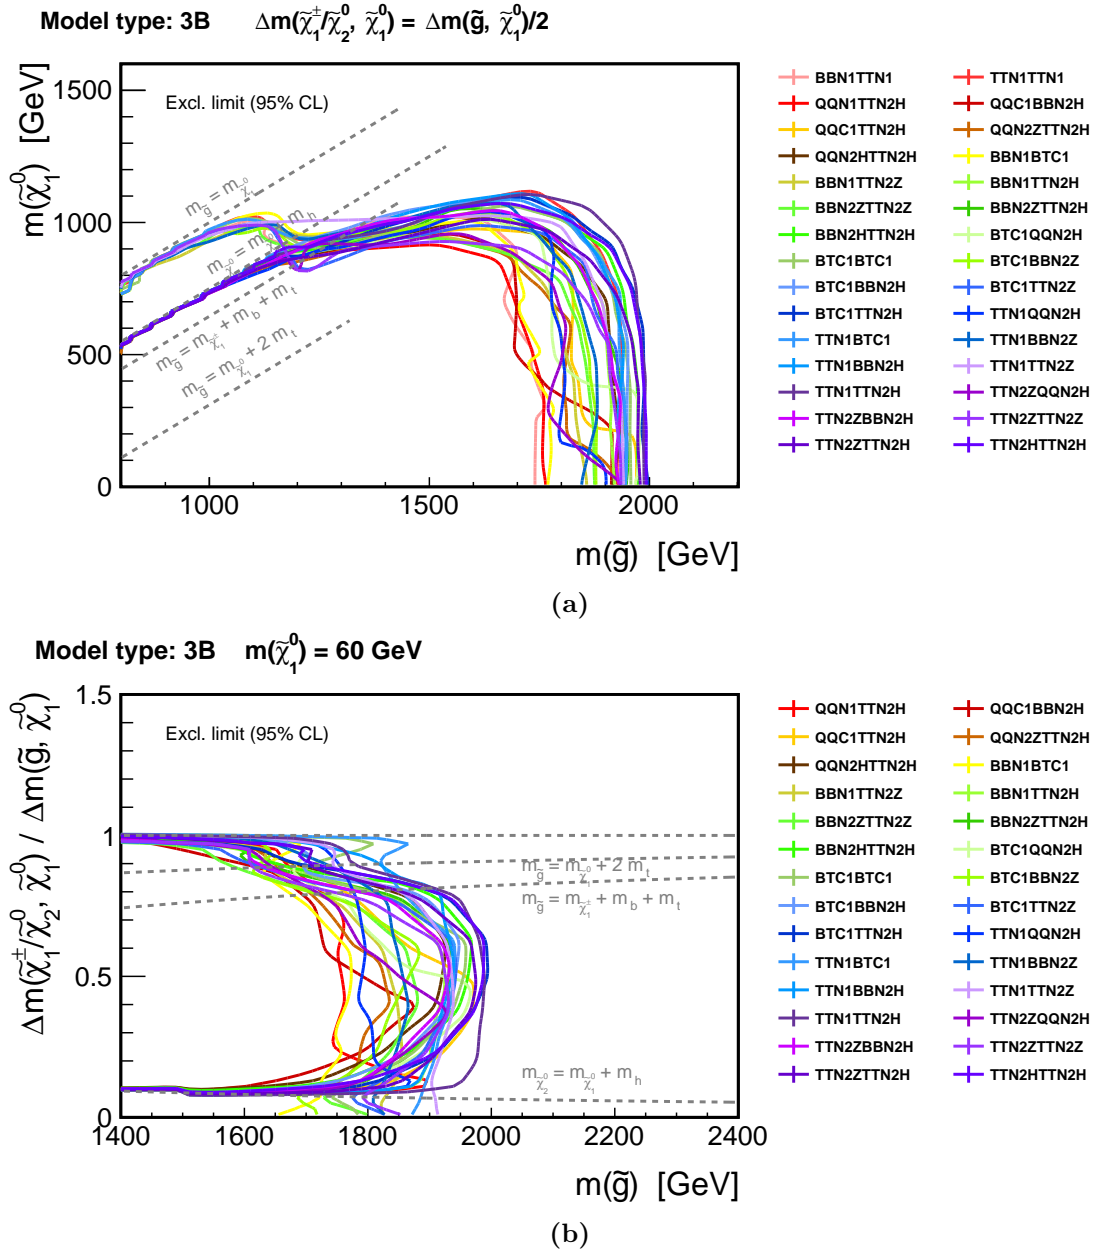 Model type: 3B Δm(χ̃₁±/χ̃₂⁰, χ̃₁⁰) = Δm(g̃, χ̃₁⁰)/2
m(χ̃₁⁰) [GeV]
1500
1000
500
0
Excl. limit (95% CL)
m_g̃ = m_χ̃₁⁰
m_χ̃₂⁰ = m_χ̃₁⁰ + m_h
m_g̃ = m_χ̃₁± + m_b + m_t
m_g̃ = m_χ̃₁⁰ + 2 m_t
1000 1500 2000
m(g̃) [GeV]
BBN1TTN1 TTN1TTN1
QQN1TTN2H QQC1BBN2H
QQC1TTN2H QQN2ZTTN2H
QQN2HTTN2H BBN1BTC1
BBN1TTN2Z BBN1TTN2H
BBN2ZTTN2Z BBN2ZTTN2H
BBN2HTTN2H BTC1QQN2H
BTC1BTC1 BTC1BBN2Z
BTC1BBN2H BTC1TTN2Z
BTC1TTN2H TTN1QQN2H
TTN1BTC1 TTN1BBN2Z
TTN1BBN2H TTN1TTN2Z
TTN1TTN2H TTN2ZQQN2H
TTN2ZBBN2H TTN2ZTTN2Z
TTN2ZTTN2H TTN2HTTN2H
(a)
Model type: 3B m(χ̃₁⁰) = 60 GeV
Δm(χ̃₁±/χ̃₂⁰, χ̃₁⁰) / Δm(g̃, χ̃₁⁰)
1.5
1
0.5
0
Excl. limit (95% CL)
m_g̃ = m_χ̃₁⁰ + 2 m_t
m_g̃ = m_χ̃₁± + m_b + m_t
m_χ̃₂⁰ = m_χ̃₁⁰ + m_h
1400 1600 1800 2000 2200 2400
m(g̃) [GeV]
QQN1TTN2H QQC1BBN2H
QQC1TTN2H QQN2ZTTN2H
QQN2HTTN2H BBN1BTC1
BBN1TTN2Z BBN1TTN2H
BBN2ZTTN2Z BBN2ZTTN2H
BBN2HTTN2H BTC1QQN2H
BTC1BTC1 BTC1BBN2Z
BTC1BBN2H BTC1TTN2Z
BTC1TTN2H TTN1QQN2H
TTN1BTC1 TTN1BBN2Z
TTN1BBN2H TTN1TTN2Z
TTN1TTN2H TTN2ZQQN2H
TTN2ZBBN2H TTN2ZTTN2Z
TTN2ZTTN2H TTN2HTTN2H
(b)